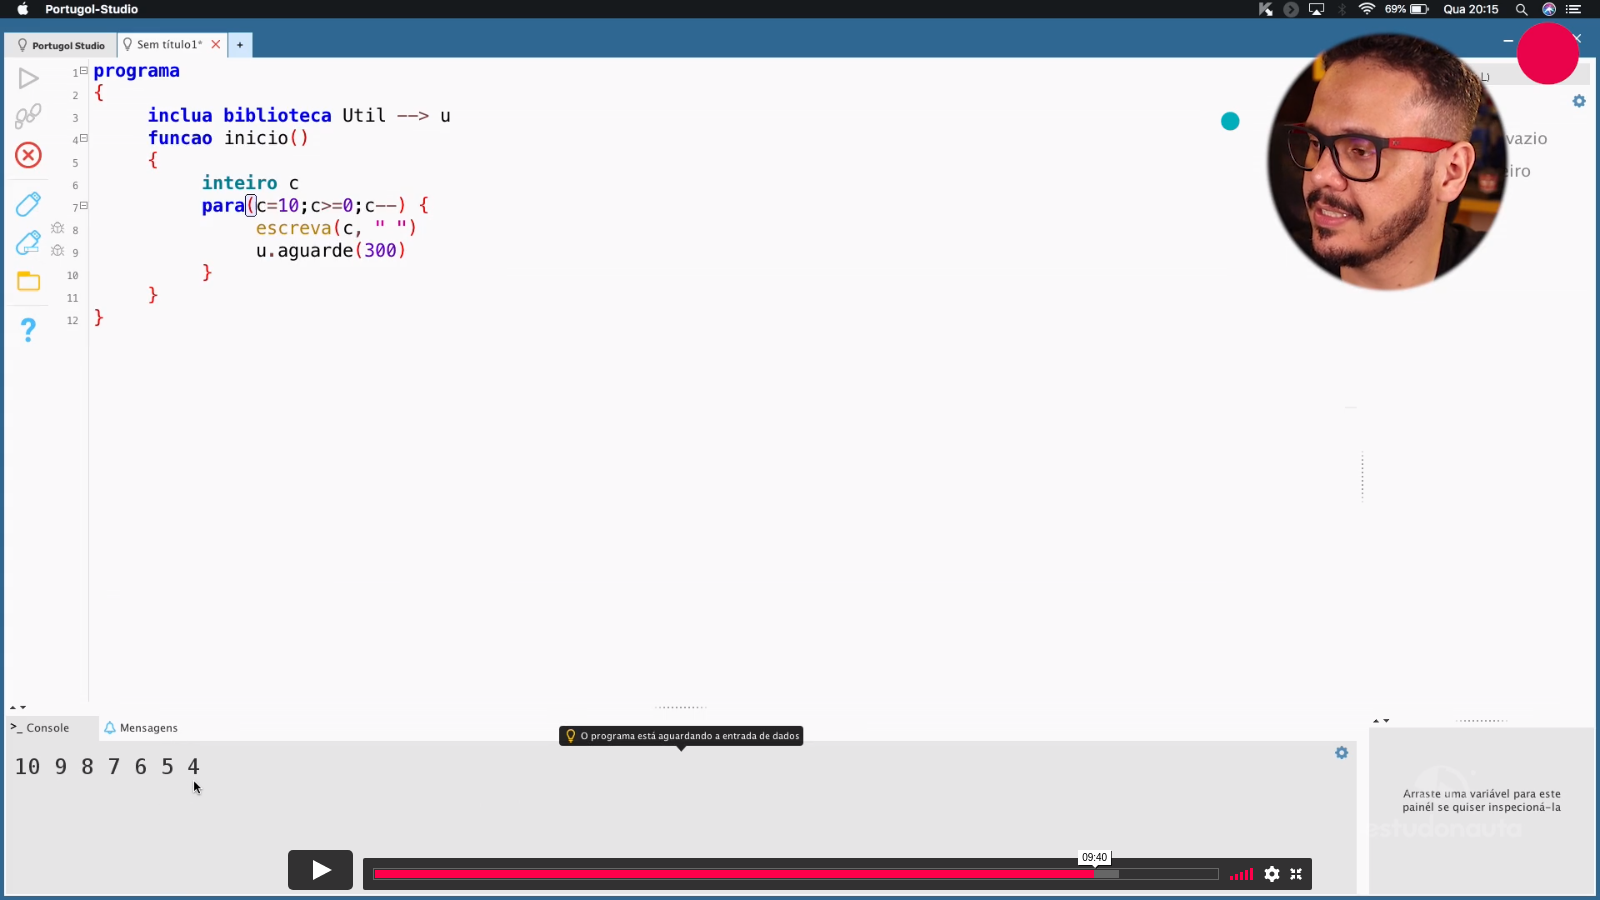 Portugol-Studio
69% Qua 20:15
Portugol Studio
Sem título1*
+
L)
1 programa
2 {
3 inclua biblioteca Util --> u
4 funcao inicio()
5 {
6 inteiro c
7 para(c=10;c>=0;c--) {
8 escreva(c, " ")
9 u.aguarde(300)
10 }
11 }
12 }
vazio
eiro
?
>_ Console
Mensagens
O programa está aguardando a entrada de dados
10 9 8 7 6 5 4
Arraste uma variável para este
painél se quiser inspecioná-la
estudonauta
09:40